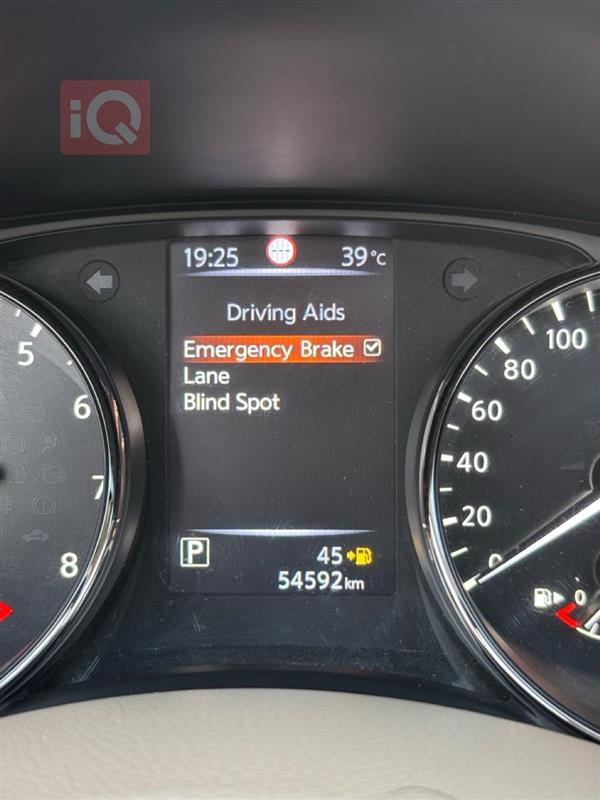 iQ
19:25 39°C
Driving Aids
Emergency Brake
Lane
Blind Spot
P 45
54592km
5
6
7
8
100
80
60
40
20
0
0